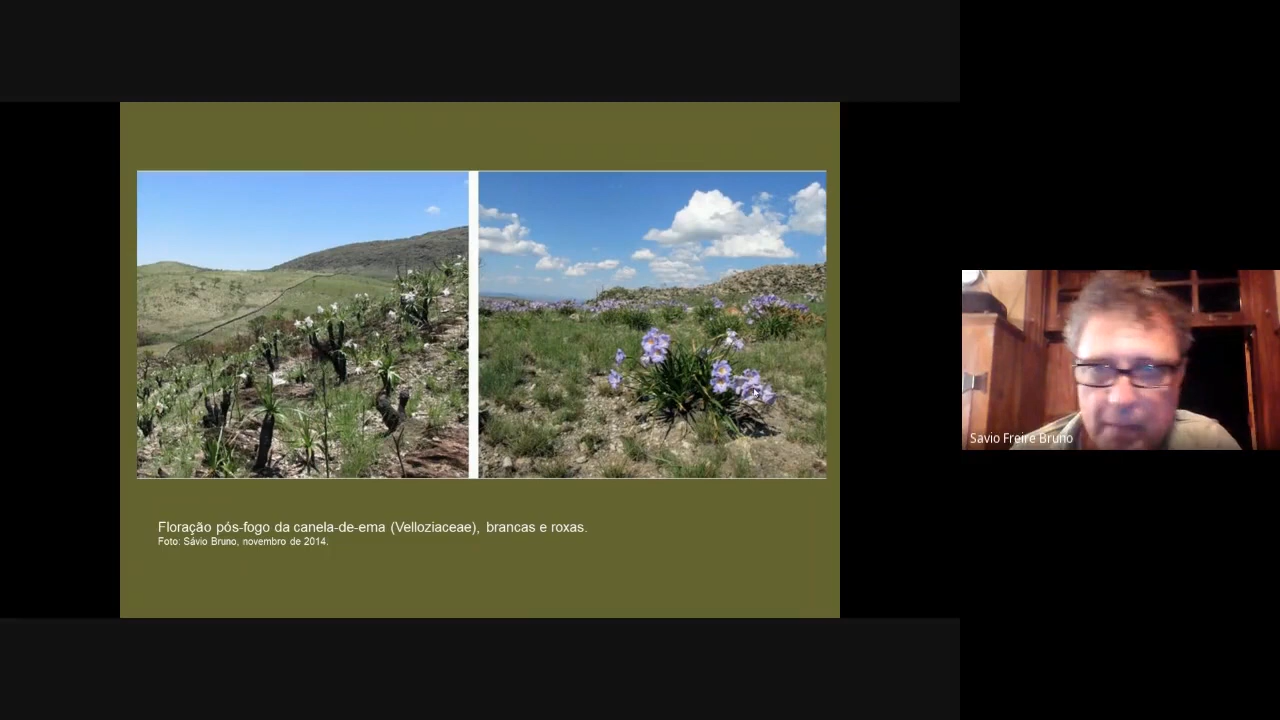 Floração pós-fogo da canela-de-ema (Velloziaceae), brancas e roxas.
Foto: Sávio Bruno, novembro de 2014.
Savio Freire Bruno